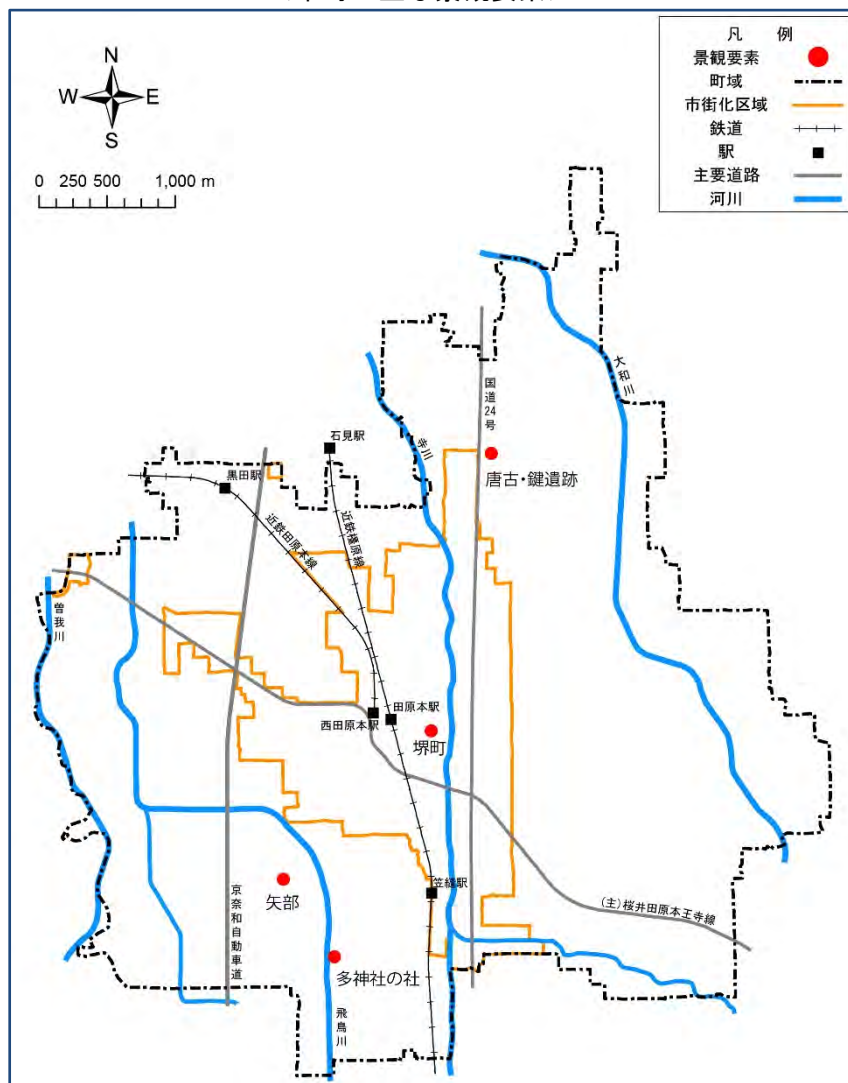 凡 例
景観要素
町域
市街化区域
鉄道
駅
主要道路
河川
N
W E
S
0 250 500 1,000 m
大和川
国道24号
石見駅
寺川
唐古・鍵遺跡
黒田駅
近鉄田原本線
近鉄橿原線
曽我川
田原本駅
西田原本駅
堺町
矢部
笠縫駅
(主)桜井田原本王寺線
京奈和自動車道
多神社の社
飛鳥川